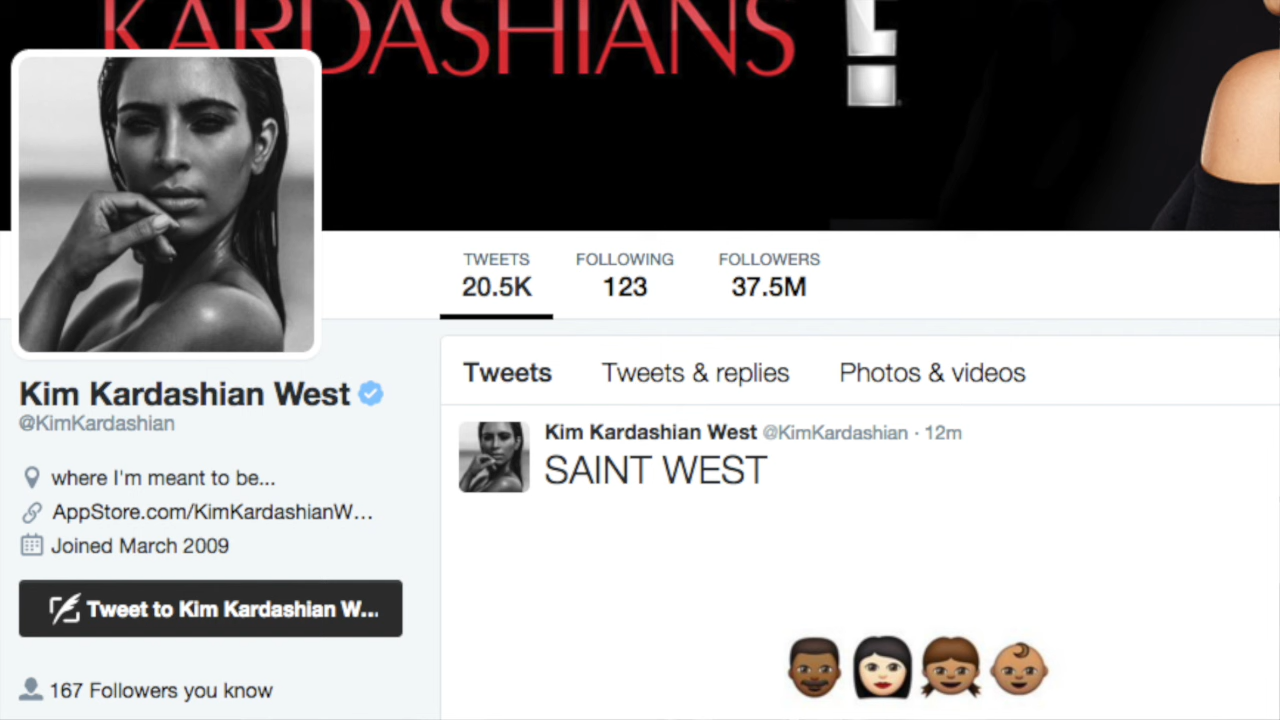 KARDASHIANS
TWEETS FOLLOWING FOLLOWERS
20.5K 123 37.5M
Kim Kardashian West
@KimKardashian
where I'm meant to be...
AppStore.com/KimKardashianW...
Joined March 2009
Tweet to Kim Kardashian W...
167 Followers you know
Tweets Tweets & replies Photos & videos
Kim Kardashian West @KimKardashian · 12m
SAINT WEST